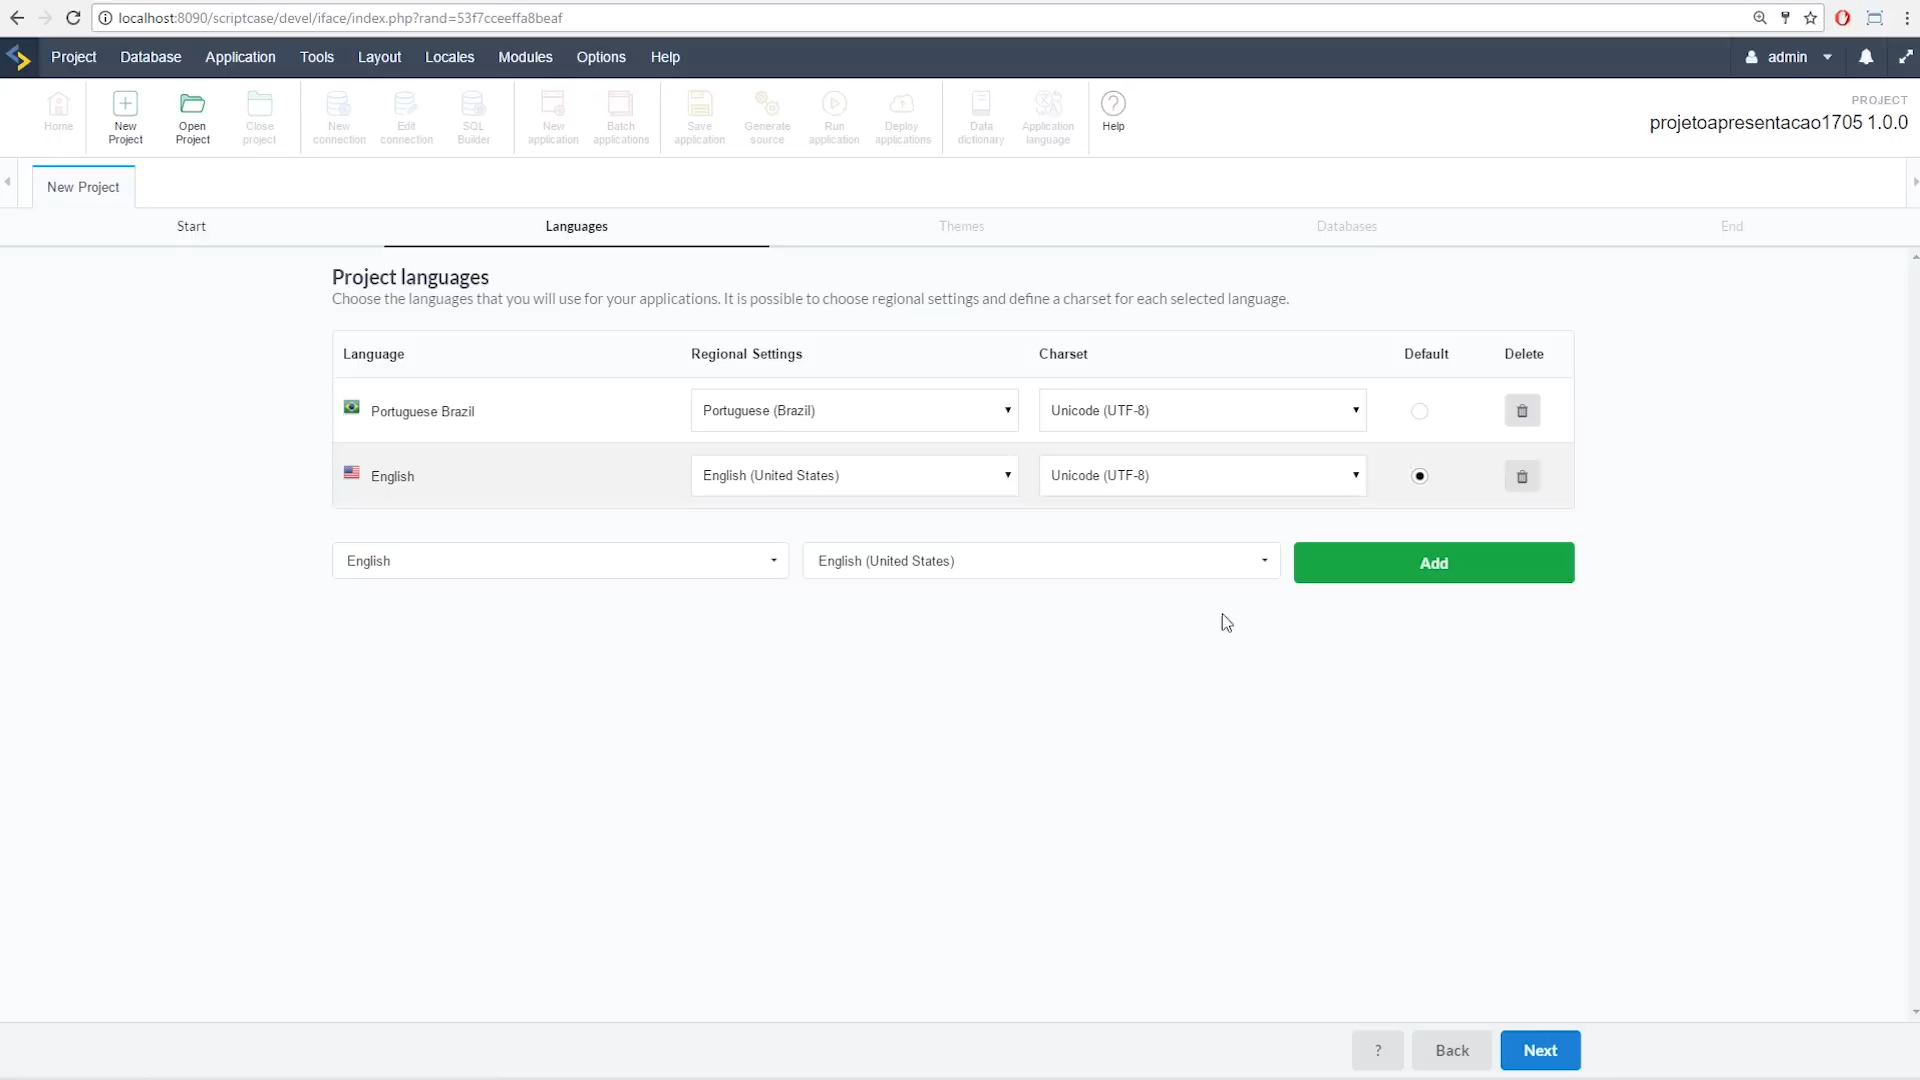 localhost:8090/scriptcase/devel/iface/index.php?rand=53f7cceeffa8beaf
Project Database Application Tools Layout Locales Modules Options Help admin
Home
New Project
Open Project
Close project
New connection
Edit connection
SQL Builder
New application
Batch applications
Save application
Generate source
Run application
Deploy applications
Data dictionary
Application language
Help
PROJECT
projetoapresentacao1705 1.0.0
New Project
Start Languages Themes Databases End
Project languages
Choose the languages that you will use for your applications. It is possible to choose regional settings and define a charset for each selected language.
Language Regional Settings Charset Default Delete
Portuguese Brazil Portuguese (Brazil) Unicode (UTF-8)
English English (United States) Unicode (UTF-8)
English English (United States) Add
? Back Next